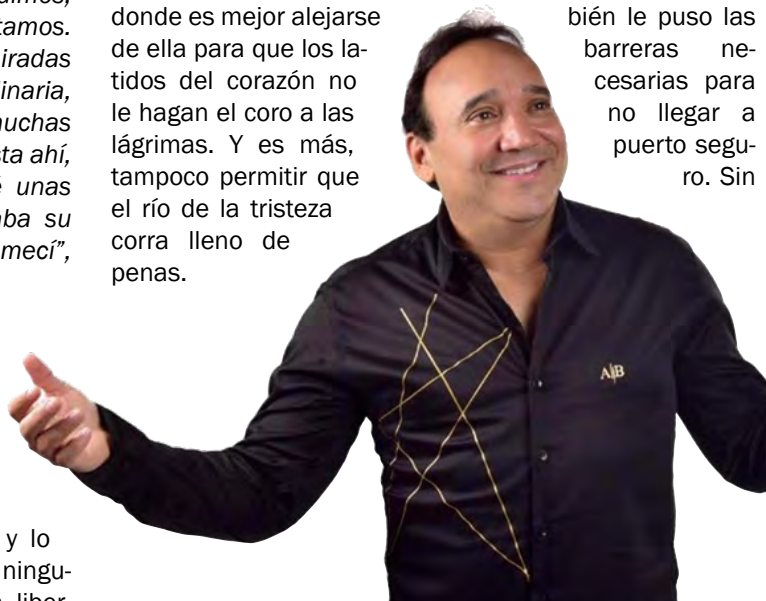 tamos.
iradas
inaria,
muchas
sta ahí,
unas
aba su
mecí”,
y lo
ningu-
donde es mejor alejarse
de ella para que los la-
tidos del corazón no
le hagan el coro a las
lágrimas. Y es más,
tampoco permitir que
el río de la tristeza
corra lleno de
penas.
bién le puso las
barreras ne-
cesarias para
no llegar a
puerto segu-
ro. Sin
A|B